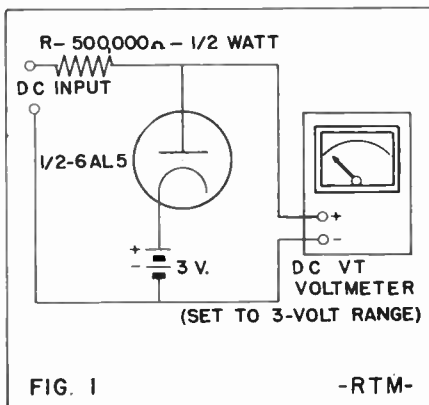 R- 500,000Ω - 1/2 WATT
DC INPUT
1/2-6AL5
+
- 3 V.
+
-
DC VT
VOLTMETER
(SET TO 3-VOLT RANGE)
FIG. 1 -RTM-